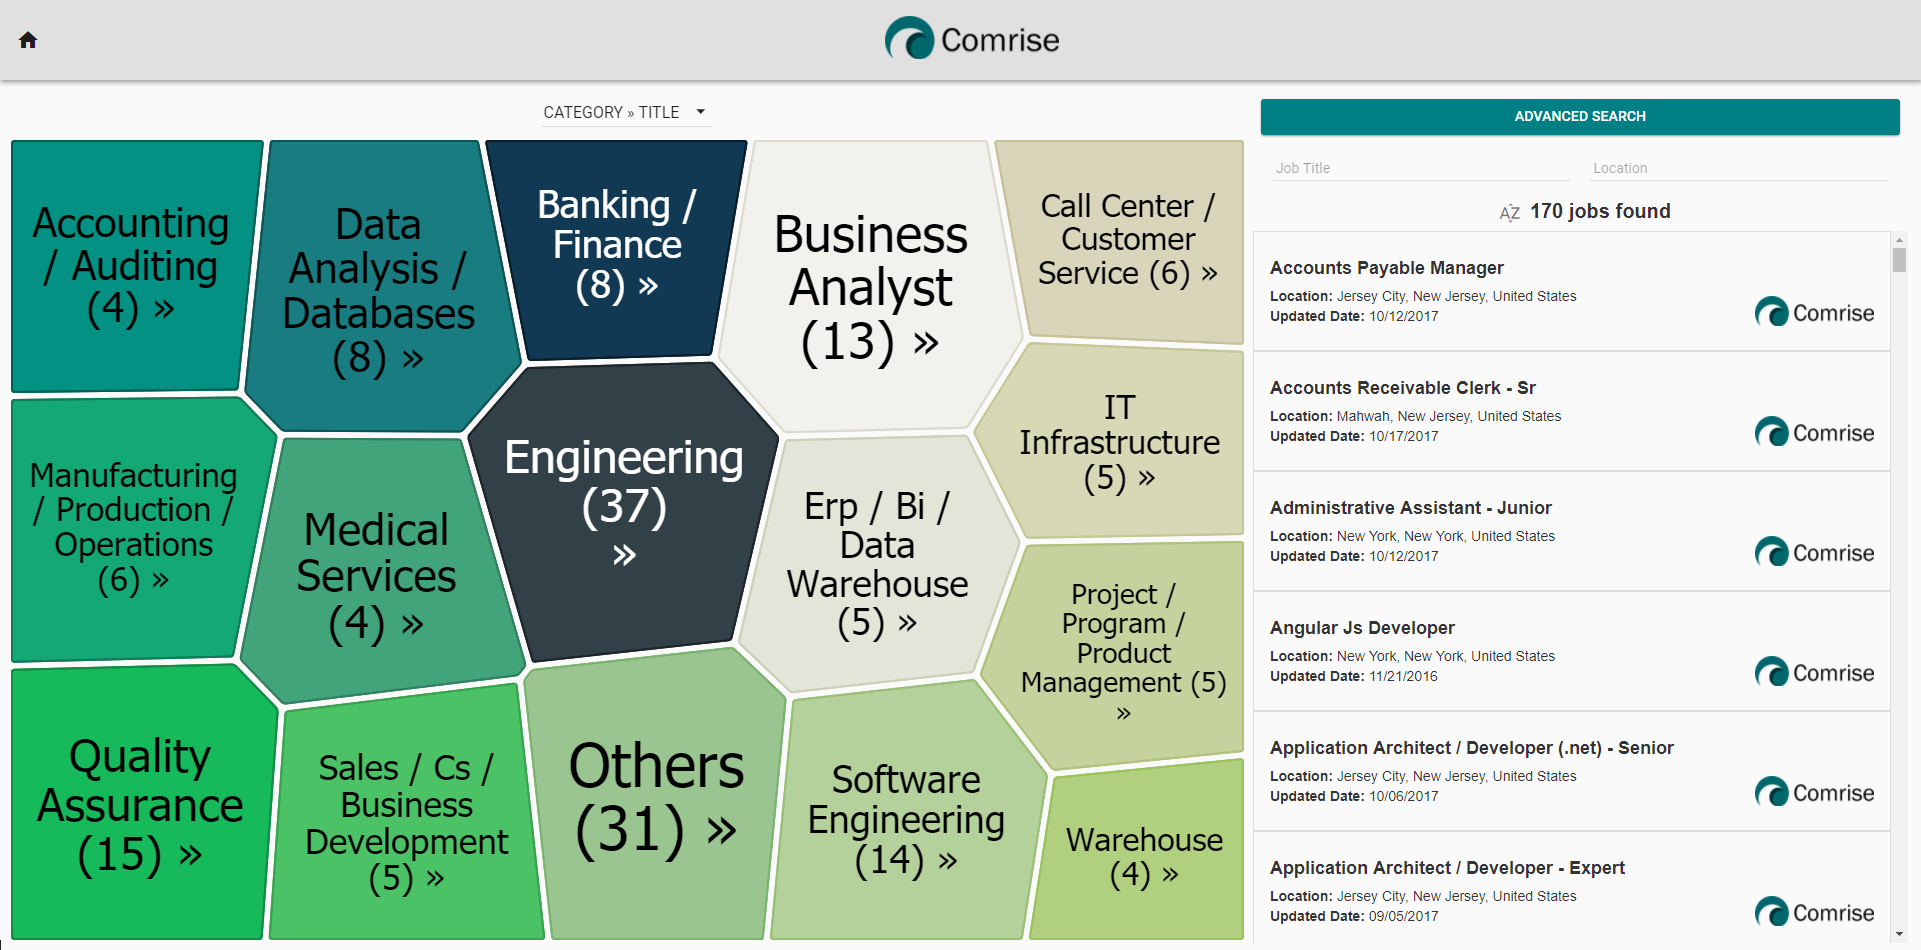 Comrise
CATEGORY » TITLE
Accounting
/ Auditing
(4) »
Data
Analysis /
Databases
(8) »
Banking /
Finance
(8) »
Business
Analyst
(13) »
Call Center /
Customer
Service (6) »
Manufacturing
/ Production /
Operations
(6) »
Medical
Services
(4) »
Engineering
(37)
»
Erp / Bi /
Data
Warehouse
(5) »
IT
Infrastructure
(5) »
Project /
Program /
Product
Management (5)
»
Quality
Assurance
(15) »
Sales / Cs /
Business
Development
(5) »
Others
(31) »
Software
Engineering
(14) »
Warehouse
(4) »
ADVANCED SEARCH
Job Title Location
AZ 170 jobs found
Accounts Payable Manager
Location: Jersey City, New Jersey, United States
Updated Date: 10/12/2017
Comrise
Accounts Receivable Clerk - Sr
Location: Mahwah, New Jersey, United States
Updated Date: 10/17/2017
Comrise
Administrative Assistant - Junior
Location: New York, New York, United States
Updated Date: 10/12/2017
Comrise
Angular Js Developer
Location: New York, New York, United States
Updated Date: 11/21/2016
Comrise
Application Architect / Developer (.net) - Senior
Location: Jersey City, New Jersey, United States
Updated Date: 10/06/2017
Comrise
Application Architect / Developer - Expert
Location: Jersey City, New Jersey, United States
Updated Date: 09/05/2017
Comrise